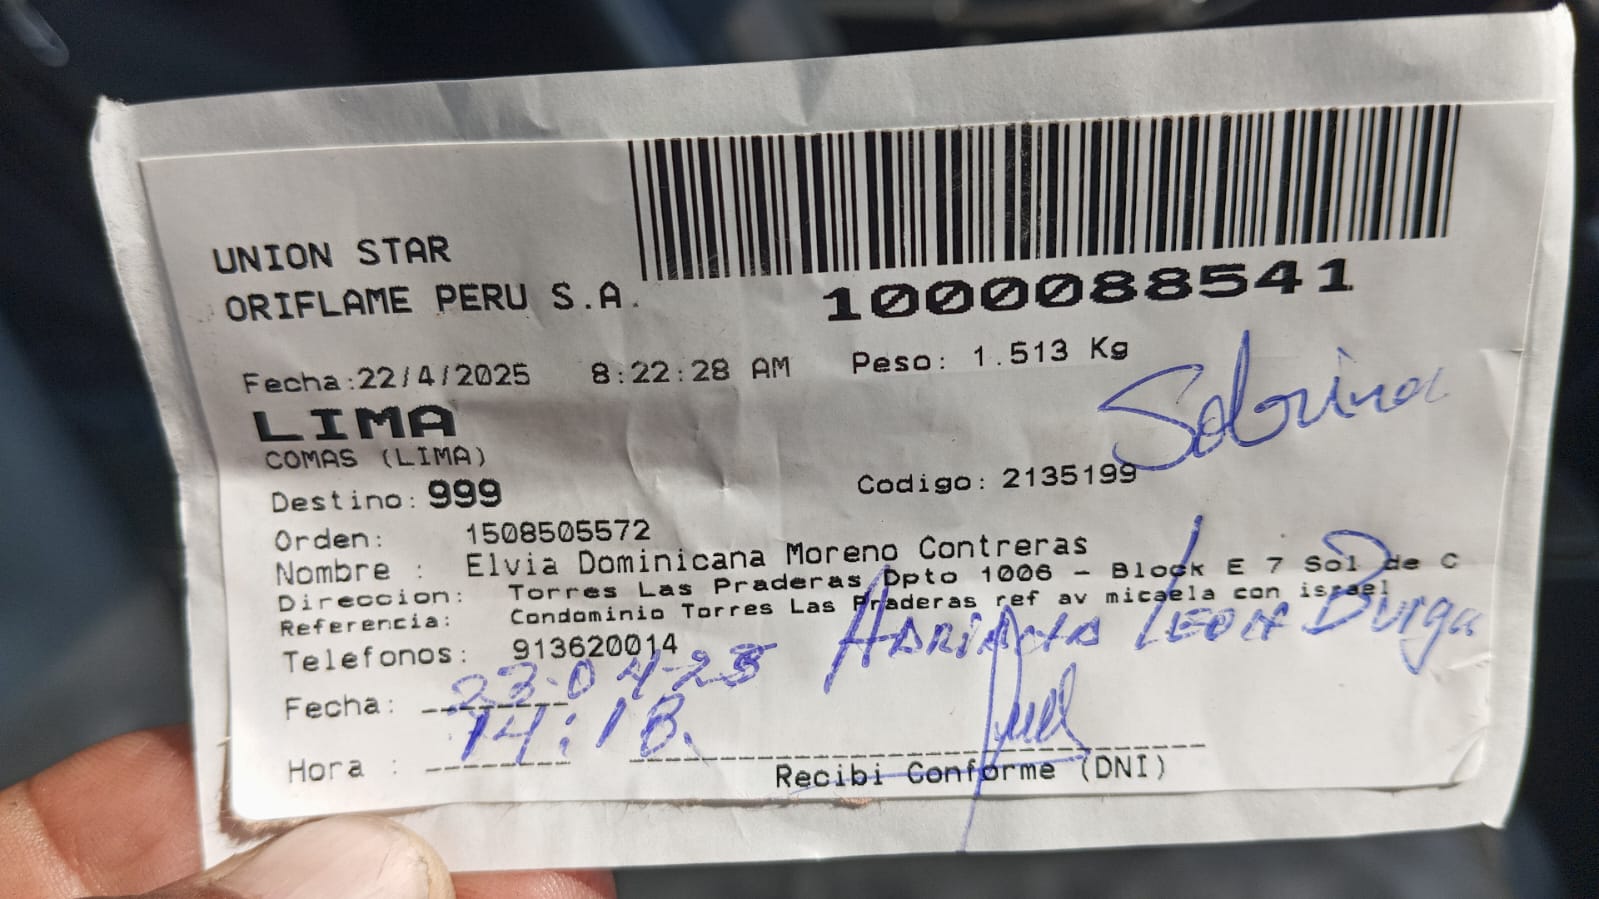 UNION STAR
ORIFLAME PERU S.A.
1000088541
Fecha:22/4/2025 8:22:28 AM Peso: 1.513 Kg
LIMA
Sabrina
COMAS (LIMA)
Destino: 999 Codigo: 2135199
Orden: 1508505572
Nombre : Elvia Dominicana Moreno Contreras
Direccion: Torres Las Praderas Dpto 1006 - Block E 7 Sol de C
Referencia: Condominio Torres Las Praderas ref av micaela con israel
Telefonos: 913620014
ADRIANA LEON Burga
Fecha: 23-04-25
Hora : 14:18.
Recibi Conforme (DNI)